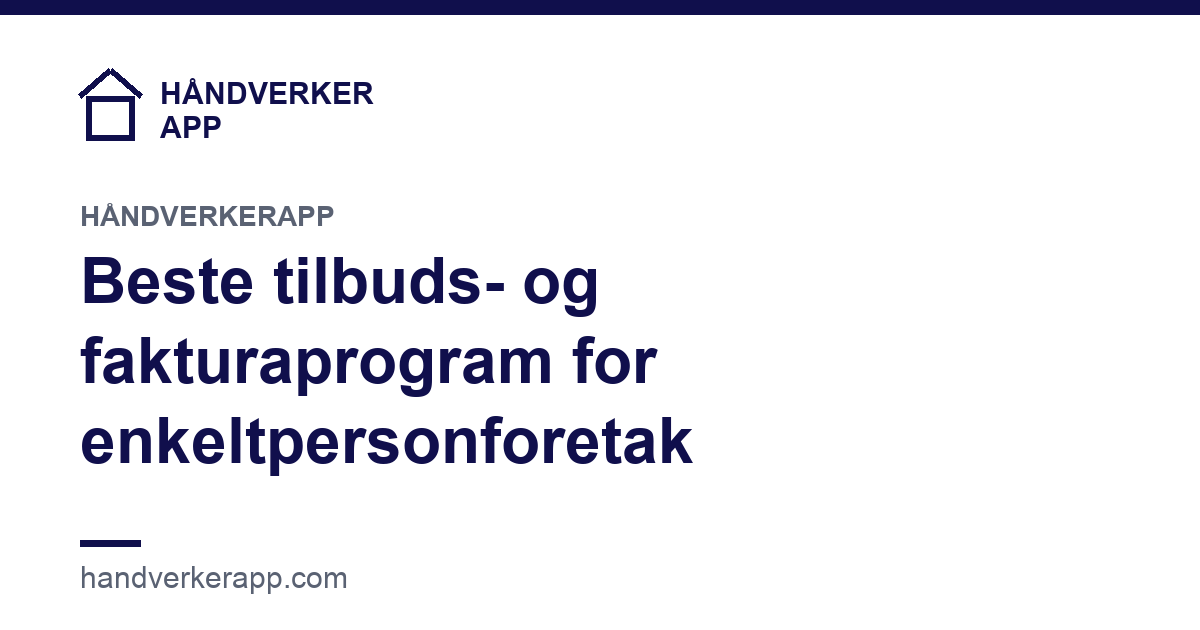 HÅNDVERKER
APP
HÅNDVERKERAPP
Beste tilbuds- og
fakturaprogram for
enkeltpersonforetak
handverkerapp.com